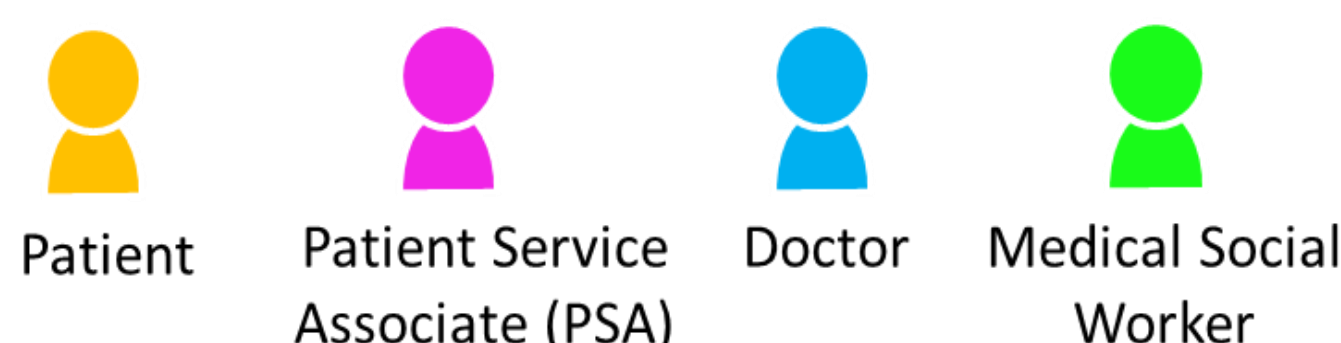 Patient
Patient Service
Associate (PSA)
Doctor
Medical Social
Worker